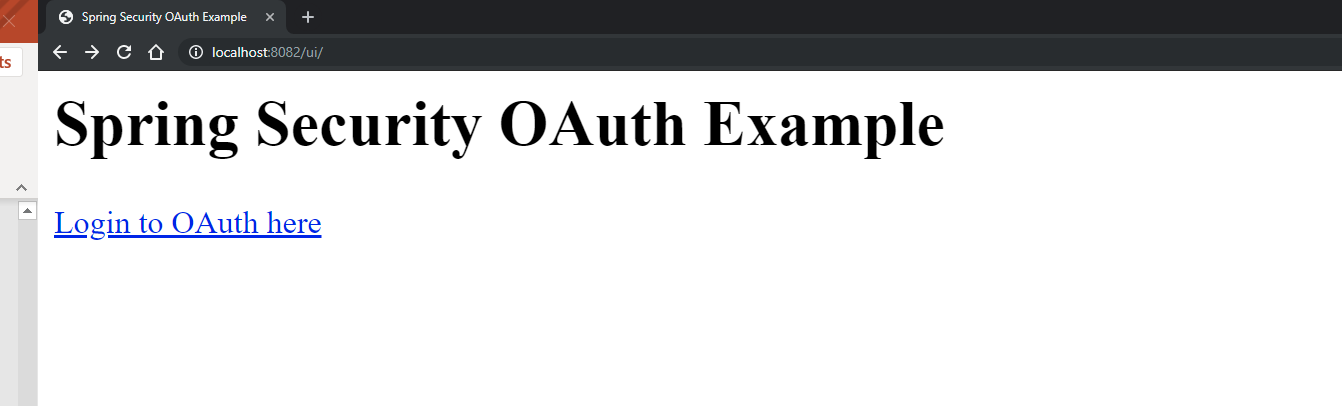 Spring Security OAuth Example
localhost:8082/ui/
ts
Spring Security OAuth Example
Login to OAuth here